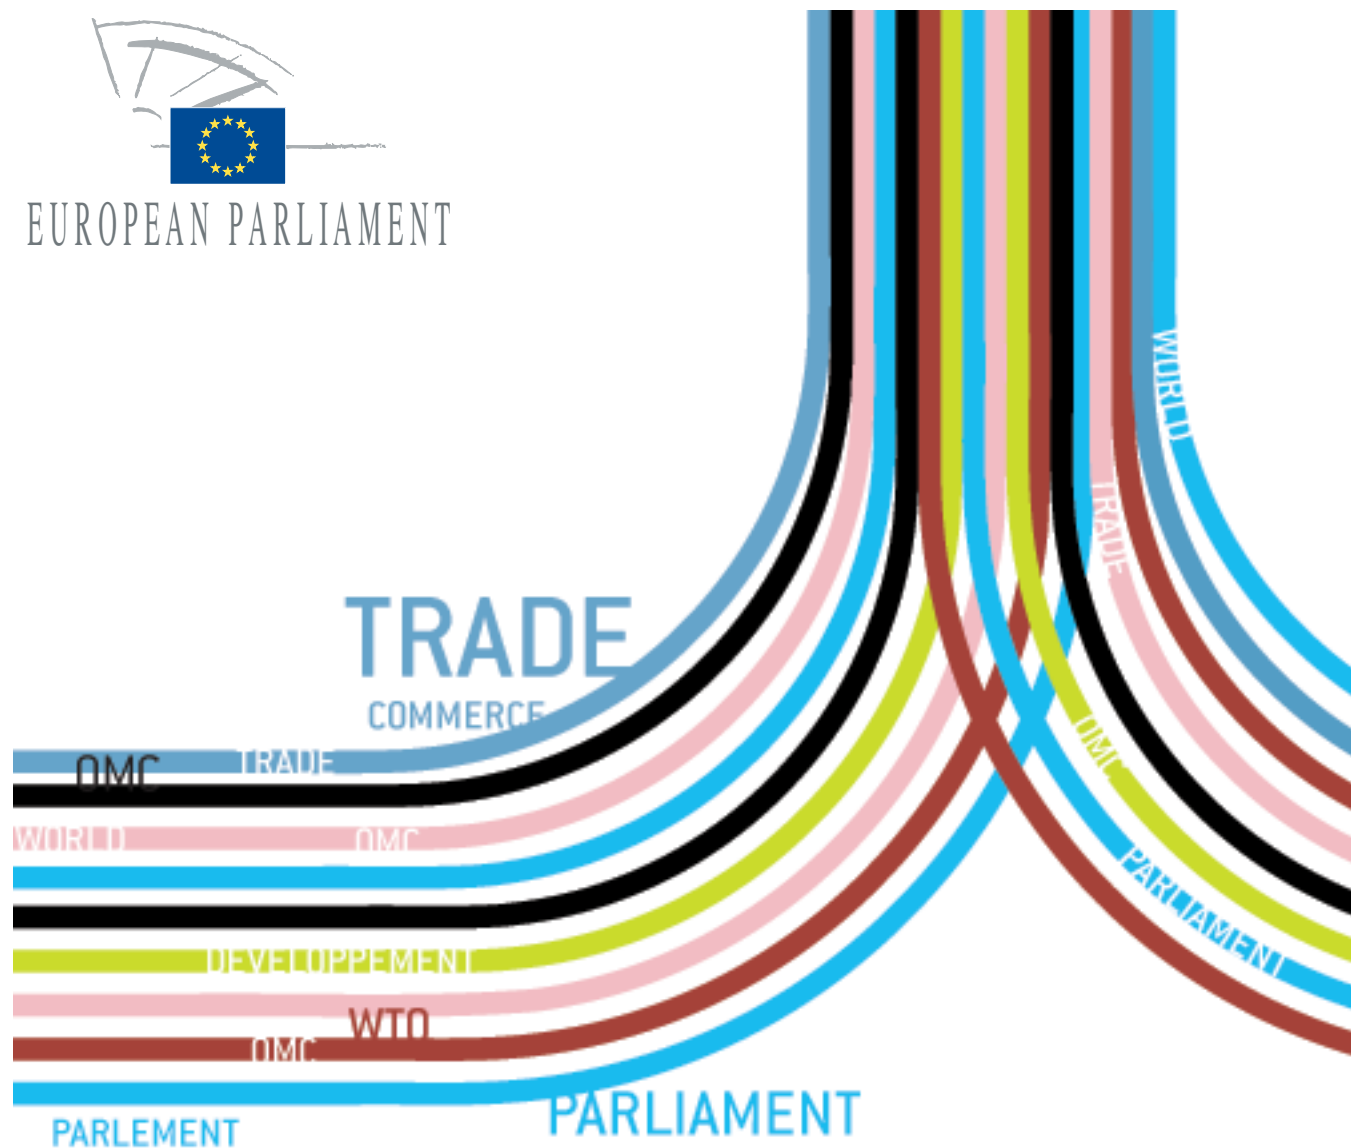 EUROPEAN PARLIAMENT
WORLD
TRADE
TRADE
COMMERCE
OMC
TRADE
OMC
WORLD
OMC
PARLIAMENT
DEVELOPPEMENT
WTO
OMC
PARLIAMENT
PARLEMENT